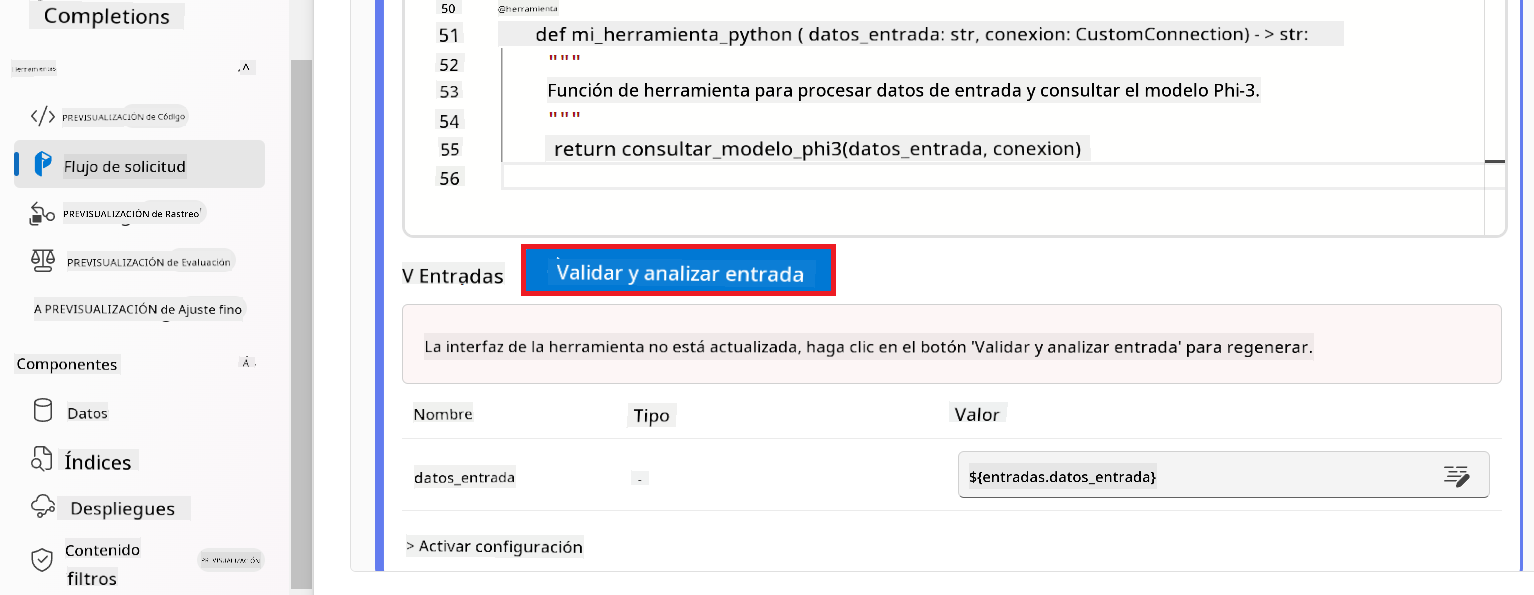 Completions
Herramientas
PREVISUALIZACIÓN de Código
Flujo de solicitud
PREVISUALIZACIÓN de Rastreo
PREVISUALIZACIÓN de Evaluación
A PREVISUALIZACIÓN de Ajuste fino
Componentes
Datos
Índices
Despliegues
Contenido
filtros
PREVISUALIZACIÓN
50 @herramienta
51 def mi_herramienta_python ( datos_entrada: str, conexion: CustomConnection) - > str:
52 """
53 Función de herramienta para procesar datos de entrada y consultar el modelo Phi-3.
54 """
55 return consultar_modelo_phi3(datos_entrada, conexion)
56
V Entradas Validar y analizar entrada
La interfaz de la herramienta no está actualizada, haga clic en el botón 'Validar y analizar entrada' para regenerar.
Nombre Tipo Valor
datos_entrada - ${entradas.datos_entrada}
> Activar configuración